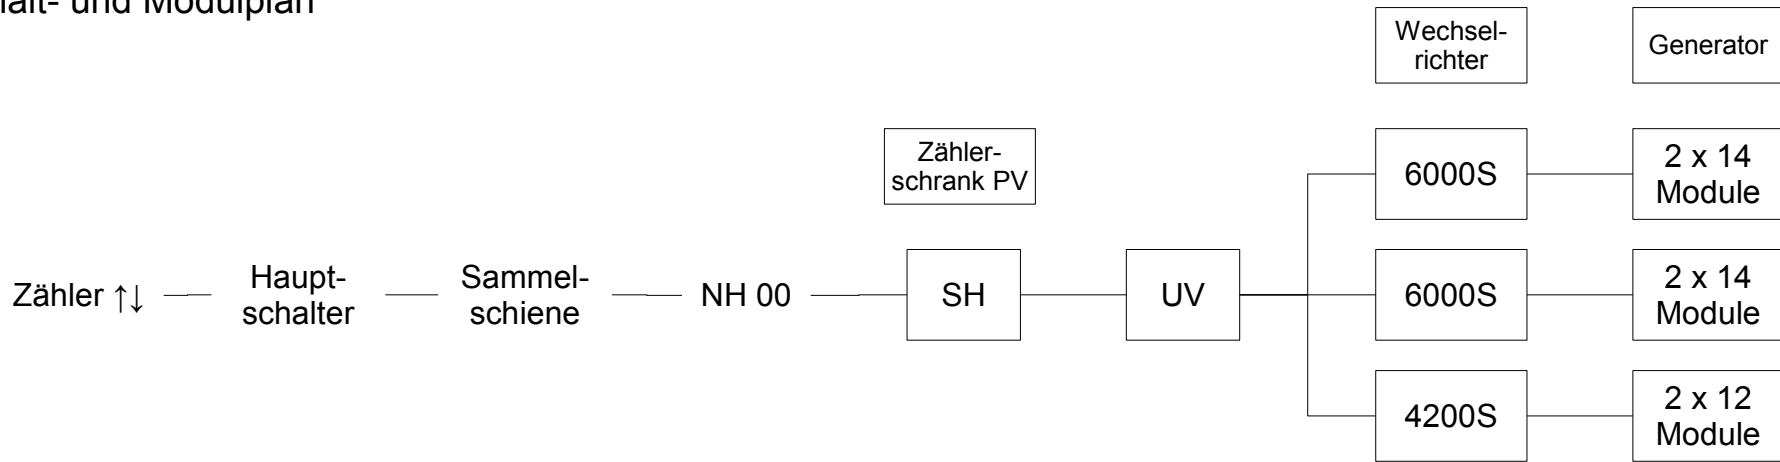 und Modulplan
Wechsel-
richter
Generator
Zähler-
schrank PV
6000S
2 x 14
Module
Zähler ↑↓
Haupt-
schalter
Sammel-
schiene
NH 00
SH
UV
6000S
2 x 14
Module
4200S
2 x 12
Module